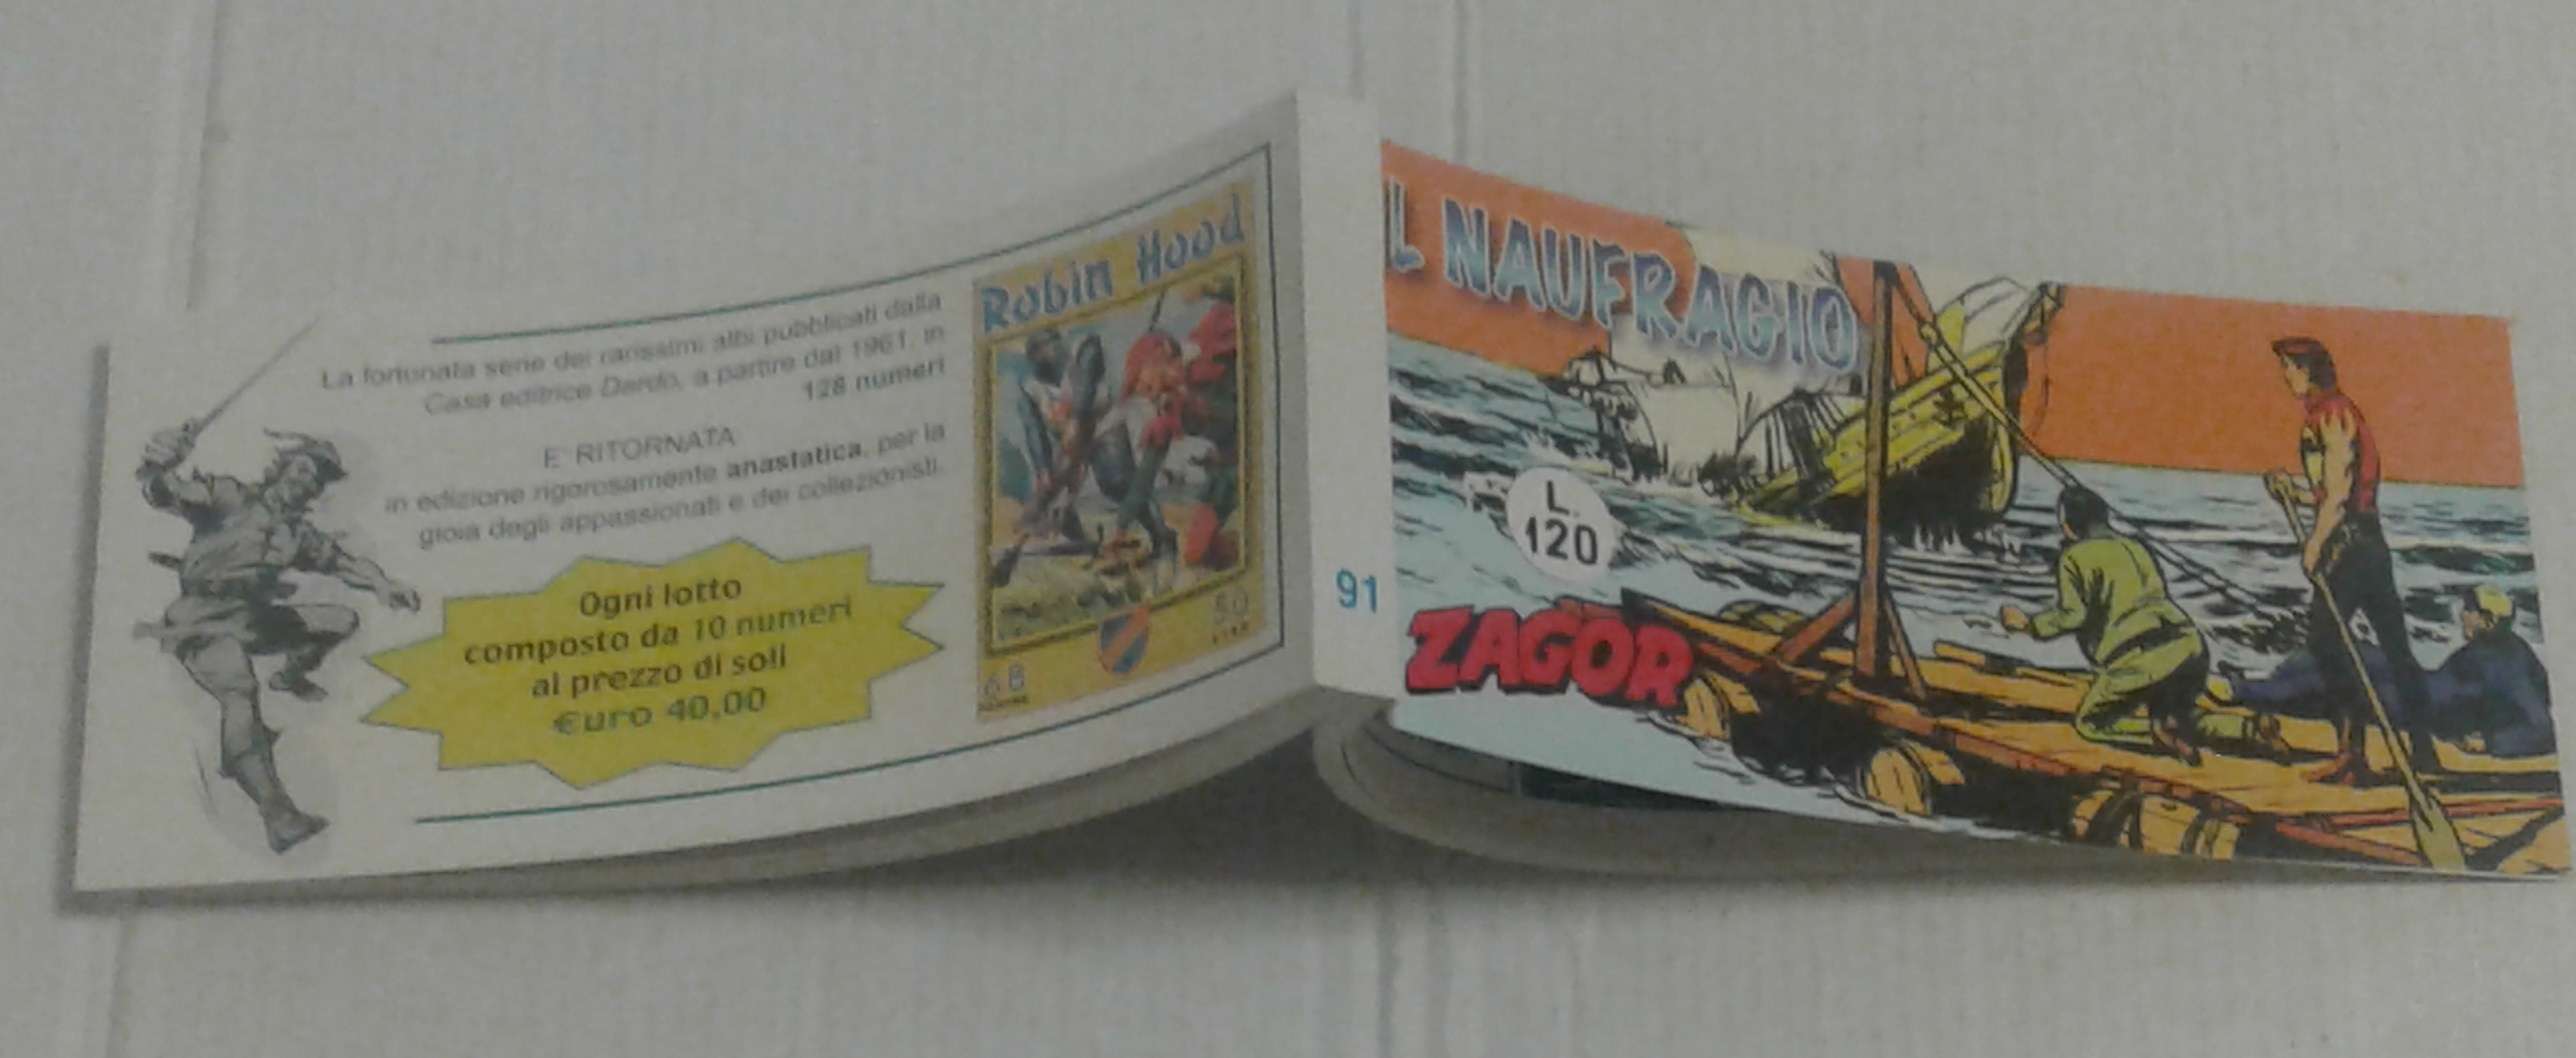 La fortunata serie dei rarissimi albi pubblicati dalla
Casa editrice Dardo, a partire dal 1961, in
128 numeri
E' RITORNATA
in edizione rigorosamente anastatica, per la
gioia degli appassionati e dei collezionisti.
Ogni lotto
composto da 10 numeri
al prezzo di soli
€uro 40,00
Robin Hood
68
50
LIRE
91
IL NAUFRAGIO
L.
120
ZAGOR